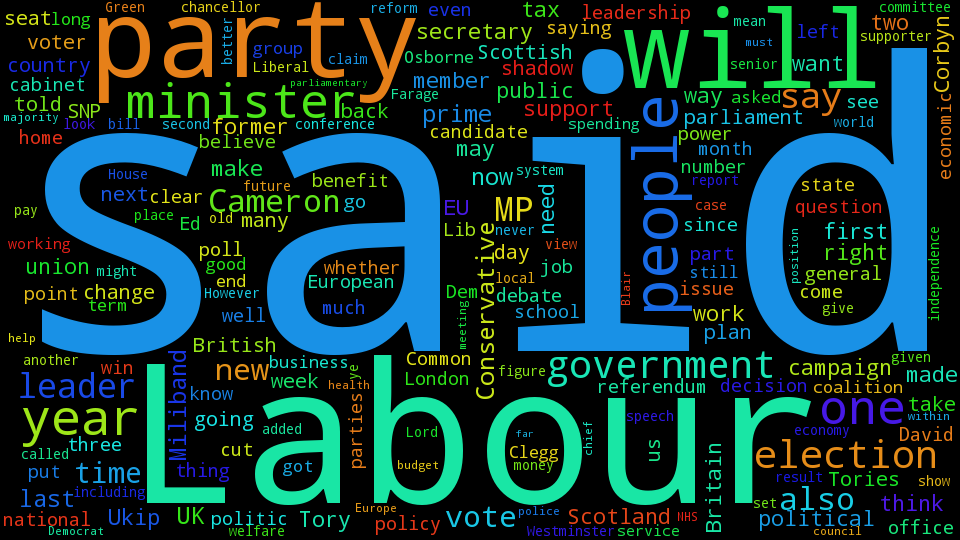 Green
chancellor
reform
committee
seat
long
party
even
tax
leadership
will
mean
left
two
supporter
voter
better
group
claim
Liberal
secretary
saying
Osborne
Scottish
must
Corbyn
country
cabinet
parliamentary
member
shadow
senior
want
told
SNP
minister
back
Farage
prime
public
support
people
way
asked
say
see
economic
majority
look
bill
second
former
conference
candidate
spending
parliament
world
home
believe
may
power
month
said
House
make
now
system
number
report
next
clear
future
benefit
Cameron
go
EU
MP
need
case
state
pay
place
Ed
old
many
Lib
never
since
question
working
poll
day
view
first
union
might
good
whether
Conservative
local
job
part
position
right
independence
end
European
still
general
point
change
However
Dem
debate
Blair
issue
come
term
much
school
work
give
help
well
meeting
plan
British
another
win
new
business
Common
figure
government
campaign
given
leader
week
London
referendum
decision
coalition
made
Miliband
know
health
ye
year
going
added
parties
Labour
Lord
speech
one
take
within
called
three
cut
far
chief
us
economy
David
put
time
thing
got
budget
Clegg
money
Britain
election
result
Tories
show
last
including
Europe
police
set
also
think
national
Ukip
UK
politic
Tory
policy
vote
Scotland
NHS
political
office
Democrat
welfare
Westminster
service
council